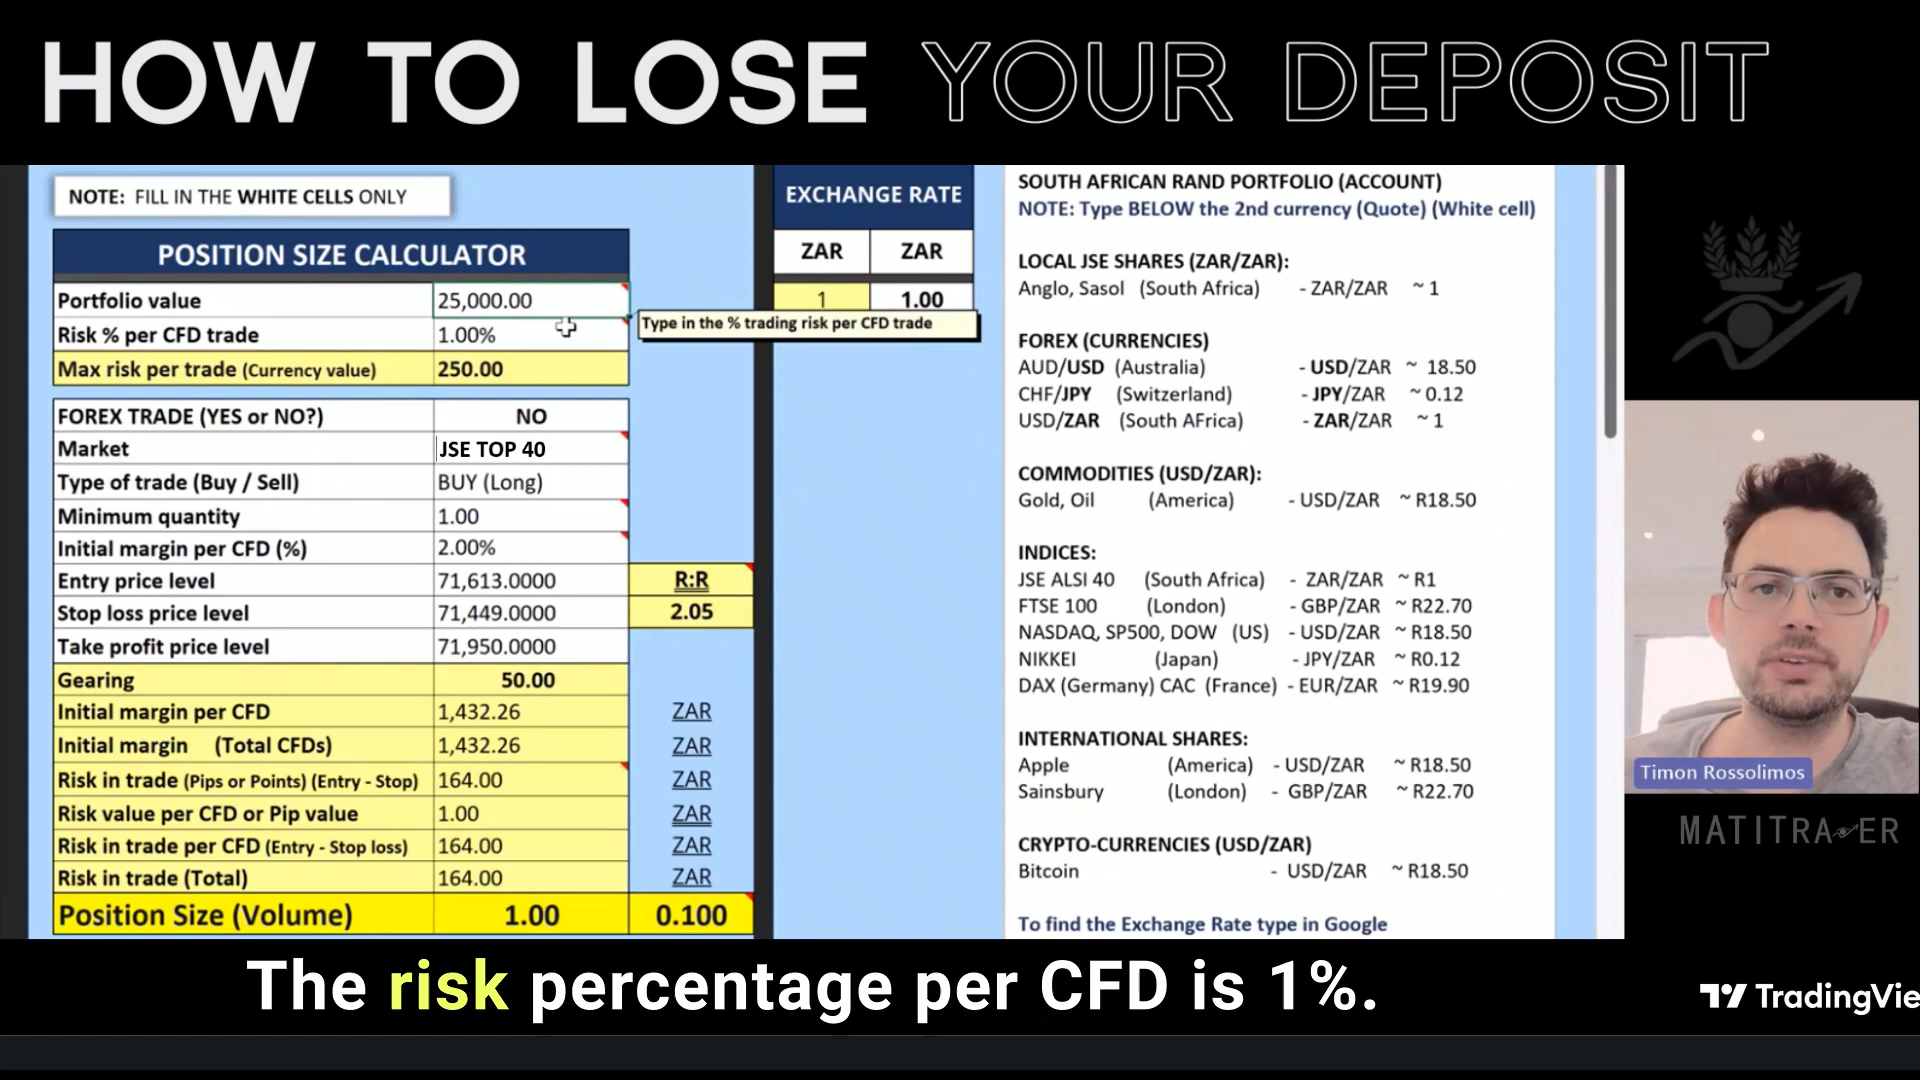 HOW TO LOSE YOUR DEPOSIT
NOTE: FILL IN THE WHITE CELLS ONLY
POSITION SIZE CALCULATOR
Portfolio value 25,000.00
Risk % per CFD trade 1.00%
Max risk per trade (Currency value) 250.00
FOREX TRADE (YES or NO?) NO
Market JSE TOP 40
Type of trade (Buy / Sell) BUY (Long)
Minimum quantity 1.00
Initial margin per CFD (%) 2.00%
Entry price level 71,613.0000 R:R
Stop loss price level 71,449.0000 2.05
Take profit price level 71,950.0000
Gearing 50.00
Initial margin per CFD 1,432.26 ZAR
Initial margin (Total CFDs) 1,432.26 ZAR
Risk in trade (Pips or Points) (Entry - Stop) 164.00 ZAR
Risk value per CFD or Pip value 1.00 ZAR
Risk in trade per CFD (Entry - Stop loss) 164.00 ZAR
Risk in trade (Total) 164.00 ZAR
Position Size (Volume) 1.00 0.100
EXCHANGE RATE
ZAR ZAR
1 1.00
Type in the % trading risk per CFD trade
SOUTH AFRICAN RAND PORTFOLIO (ACCOUNT)
NOTE: Type BELOW the 2nd currency (Quote) (White cell)
LOCAL JSE SHARES (ZAR/ZAR):
Anglo, Sasol (South Africa) - ZAR/ZAR ~ 1
FOREX (CURRENCIES)
AUD/USD (Australia) - USD/ZAR ~ 18.50
CHF/JPY (Switzerland) - JPY/ZAR ~ 0.12
USD/ZAR (South AFrica) - ZAR/ZAR ~ 1
COMMODITIES (USD/ZAR):
Gold, Oil (America) - USD/ZAR ~ R18.50
INDICES:
JSE ALSI 40 (South Africa) - ZAR/ZAR ~ R1
FTSE 100 (London) - GBP/ZAR ~ R22.70
NASDAQ, SP500, DOW (US) - USD/ZAR ~ R18.50
NIKKEI (Japan) - JPY/ZAR ~ R0.12
DAX (Germany) CAC (France) - EUR/ZAR ~ R19.90
INTERNATIONAL SHARES:
Apple (America) - USD/ZAR ~ R18.50
Sainsbury (London) - GBP/ZAR ~ R22.70
CRYPTO-CURRENCIES (USD/ZAR)
Bitcoin - USD/ZAR ~ R18.50
To find the Exchange Rate type in Google
Timon Rossolimos
MATITRADER
The risk percentage per CFD is 1%.
TradingVie